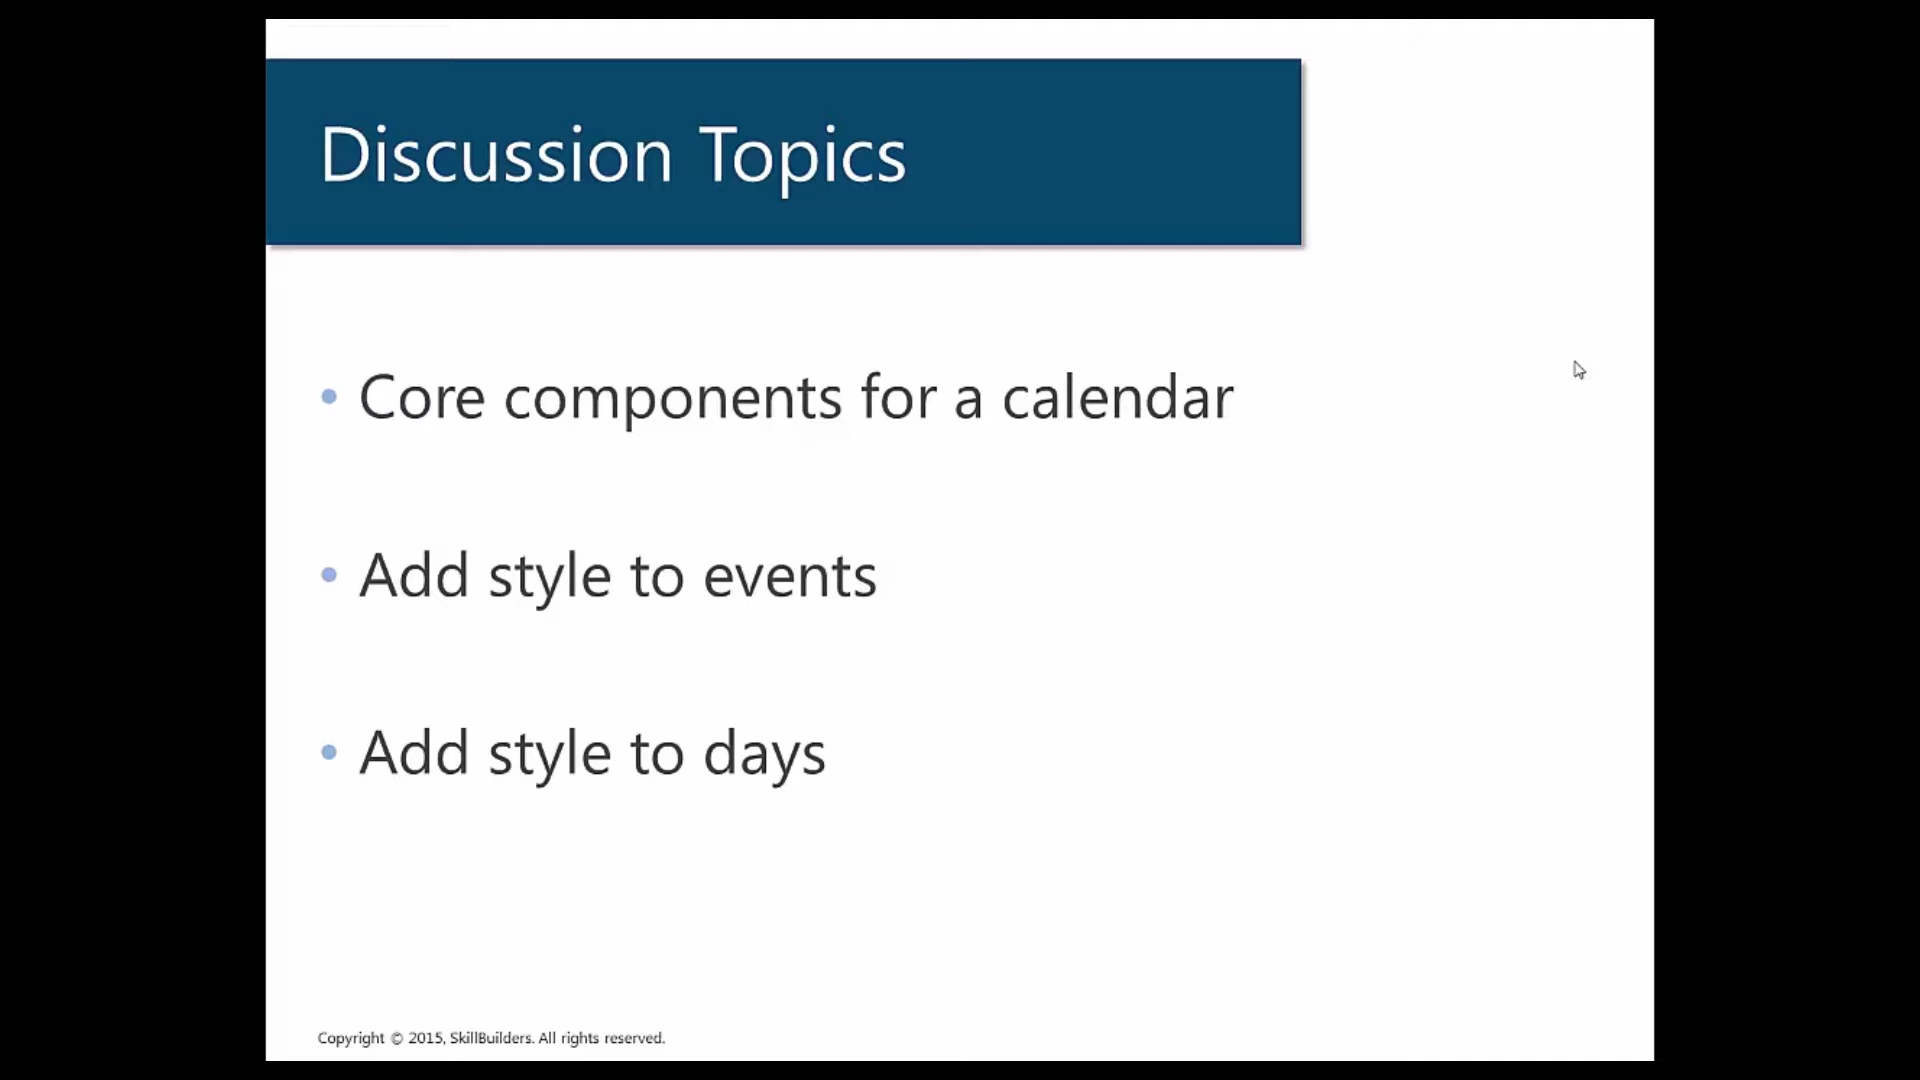 Discussion Topics
• Core components for a calendar
• Add style to events
• Add style to days
Copyright © 2015, SkillBuilders. All rights reserved.